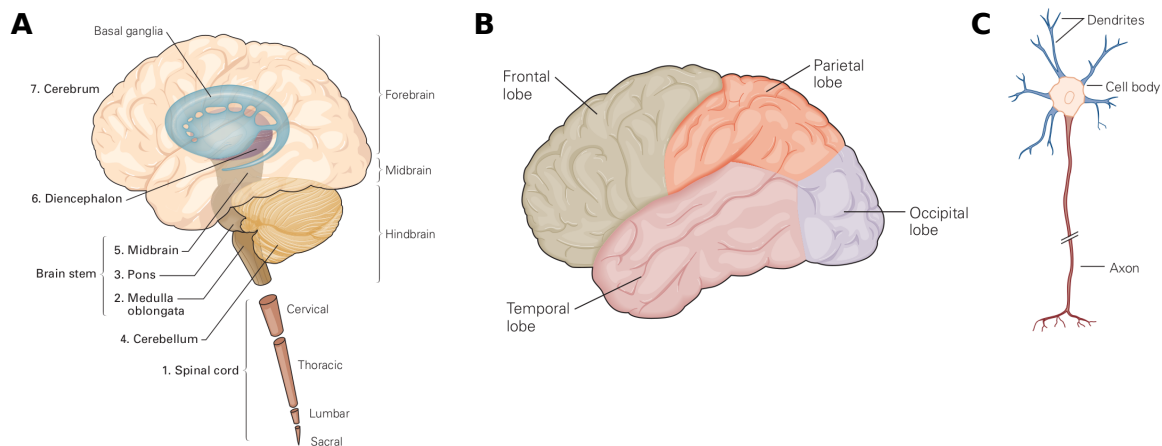 A
Basal ganglia
7. Cerebrum
Forebrain
Midbrain
6. Diencephalon
Hindbrain
5. Midbrain
Brain stem
3. Pons
2. Medulla
oblongata
Cervical
4. Cerebellum
Thoracic
1. Spinal cord
Lumbar
Sacral
B
Frontal
lobe
Parietal
lobe
Occipital
lobe
Temporal
lobe
C
Dendrites
Cell body
Axon